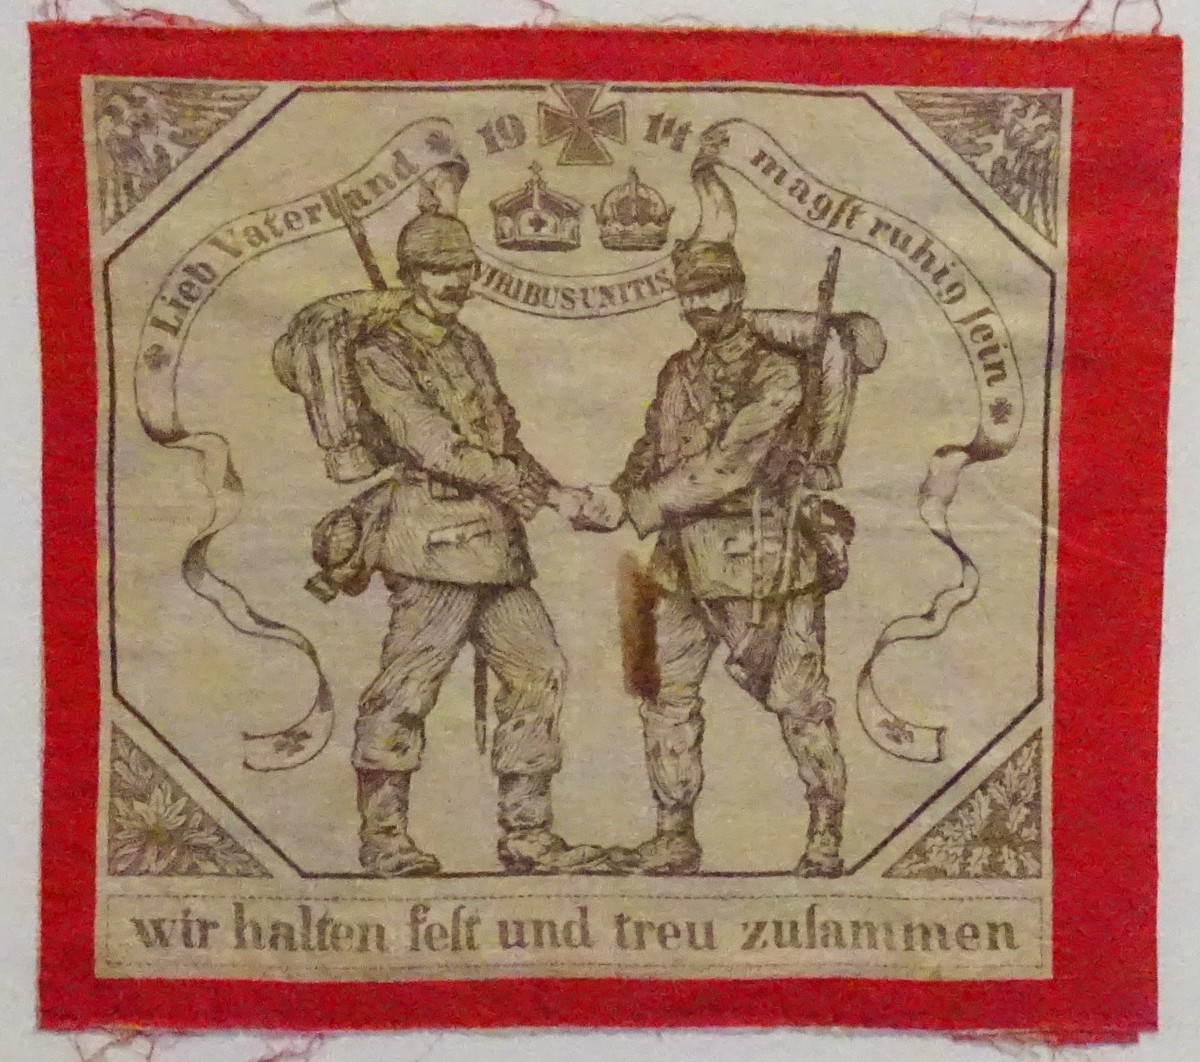 19 14
Lieb Vaterland magſt ruhig ſein
VIRIBUS UNITIS
wir halten feſt und treu zuſammen